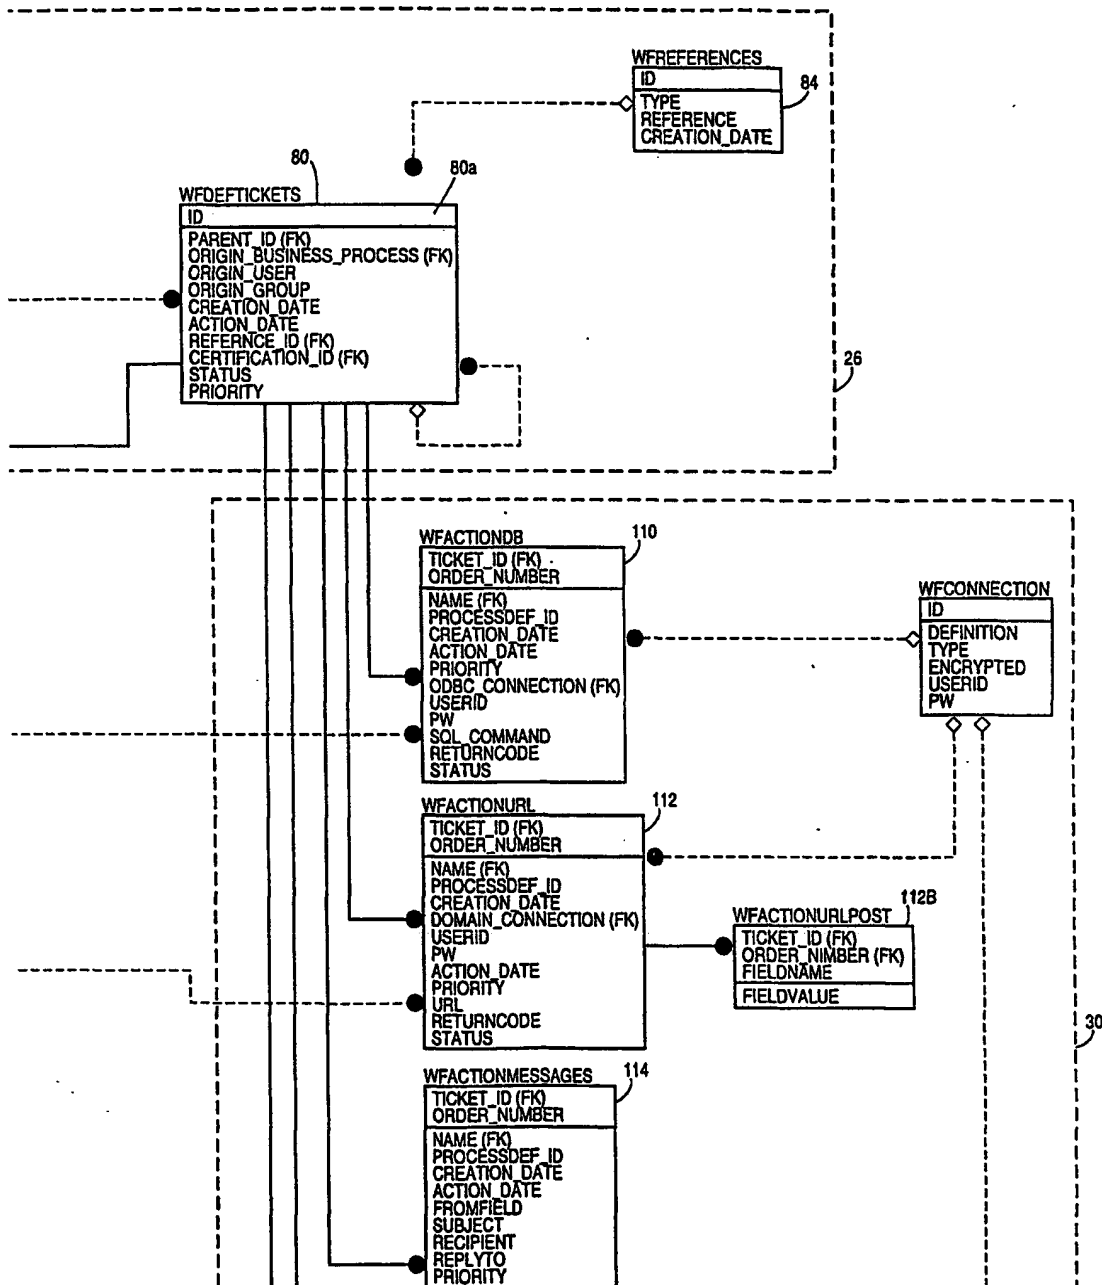 WFREFERENCES
ID
TYPE
REFERENCE
CREATION_DATE
84
80
80a
WFDEFTICKETS
ID
PARENT_ID (FK)
ORIGIN_BUSINESS_PROCESS (FK)
ORIGIN_USER
ORIGIN_GROUP
CREATION_DATE
ACTION_DATE
REFERNCE_ID (FK)
CERTIFICATION_ID (FK)
STATUS
PRIORITY
26
WFACTIONDB
110
TICKET_ID (FK)
ORDER_NUMBER
NAME (FK)
PROCESSDEF_ID
CREATION_DATE
ACTION_DATE
PRIORITY
ODBC_CONNECTION (FK)
USERID
PW
SQL_COMMAND
RETURNCODE
STATUS
WFCONNECTION
ID
DEFINITION
TYPE
ENCRYPTED
USERID
PW
WFACTIONURL
112
TICKET_ID (FK)
ORDER_NUMBER
NAME (FK)
PROCESSDEF_ID
CREATION_DATE
DOMAIN_CONNECTION (FK)
USERID
PW
ACTION_DATE
PRIORITY
URL
RETURNCODE
STATUS
WFACTIONURLPOST
112B
TICKET_ID (FK)
ORDER_NIMBER (FK)
FIELDNAME
FIELDVALUE
30
WFACTIONMESSAGES
114
TICKET_ID (FK)
ORDER_NUMBER
NAME (FK)
PROCESSDEF_ID
CREATION_DATE
ACTION_DATE
FROMFIELD
SUBJECT
RECIPIENT
REPLYTO
PRIORITY